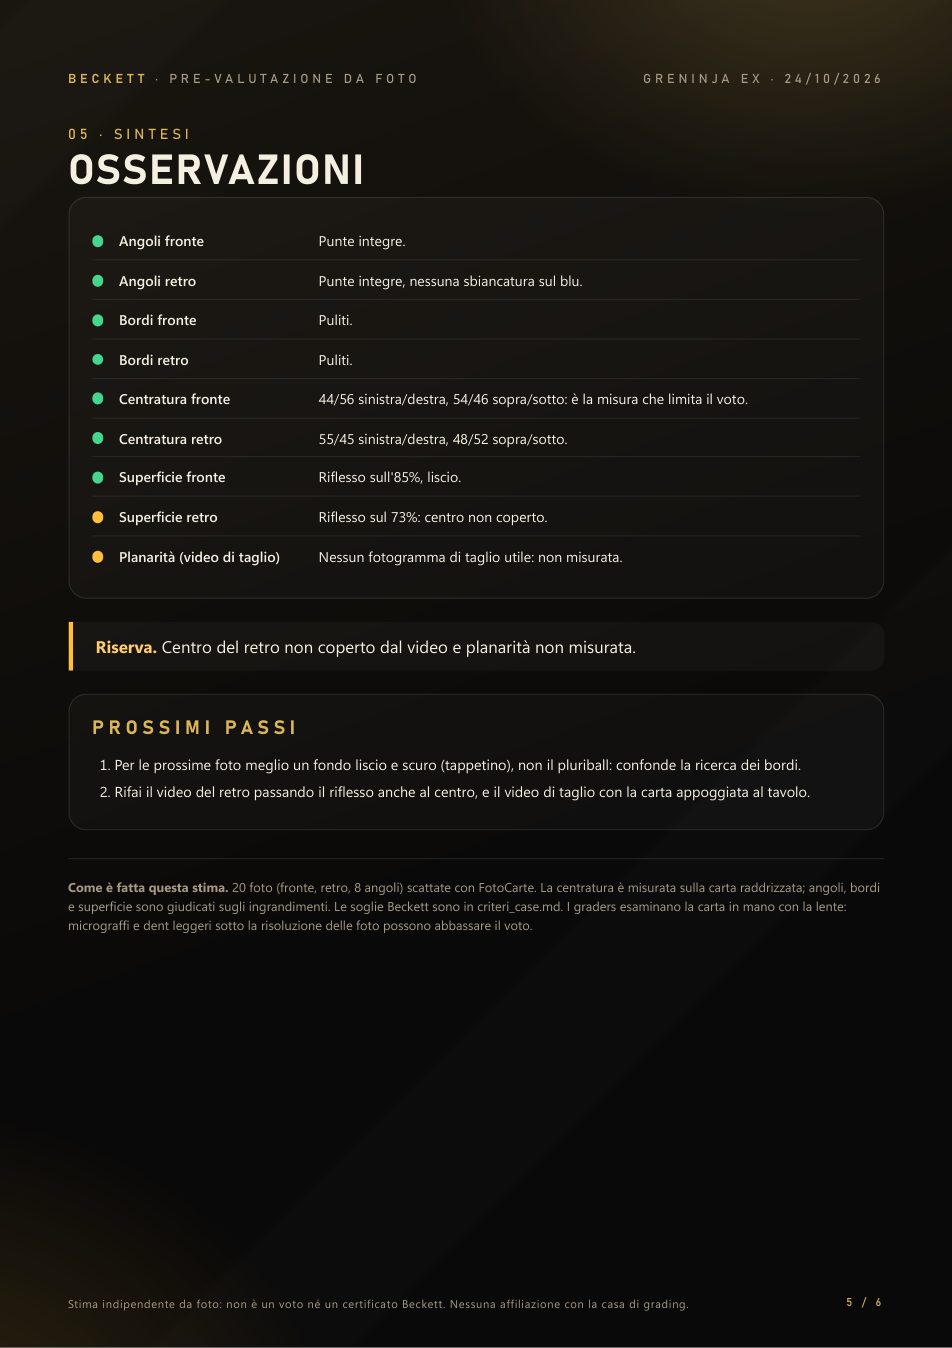 BECKETT · PRE-VALUTAZIONE DA FOTO
GRENINJA EX · 24/10/2026
05 · SINTESI
OSSERVAZIONI
Angoli fronte Punte integre.
Angoli retro Punte integre, nessuna sbiancatura sul blu.
Bordi fronte Puliti.
Bordi retro Puliti.
Centratura fronte 44/56 sinistra/destra, 54/46 sopra/sotto: è la misura che limita il voto.
Centratura retro 55/45 sinistra/destra, 48/52 sopra/sotto.
Superficie fronte Riflesso sull'85%, liscio.
Superficie retro Riflesso sul 73%: centro non coperto.
Planarità (video di taglio) Nessun fotogramma di taglio utile: non misurata.
Riserva. Centro del retro non coperto dal video e planarità non misurata.
PROSSIMI PASSI
1. Per le prossime foto meglio un fondo liscio e scuro (tappetino), non il pluriball: confonde la ricerca dei bordi.
2. Rifai il video del retro passando il riflesso anche al centro, e il video di taglio con la carta appoggiata al tavolo.
Come è fatta questa stima. 20 foto (fronte, retro, 8 angoli) scattate con FotoCarte. La centratura è misurata sulla carta raddrizzata; angoli, bordi
e superficie sono giudicati sugli ingrandimenti. Le soglie Beckett sono in criteri_case.md. I graders esaminano la carta in mano con la lente:
micrograffi e dent leggeri sotto la risoluzione delle foto possono abbassare il voto.
Stima indipendente da foto: non è un voto né un certificato Beckett. Nessuna affiliazione con la casa di grading.
5 / 6